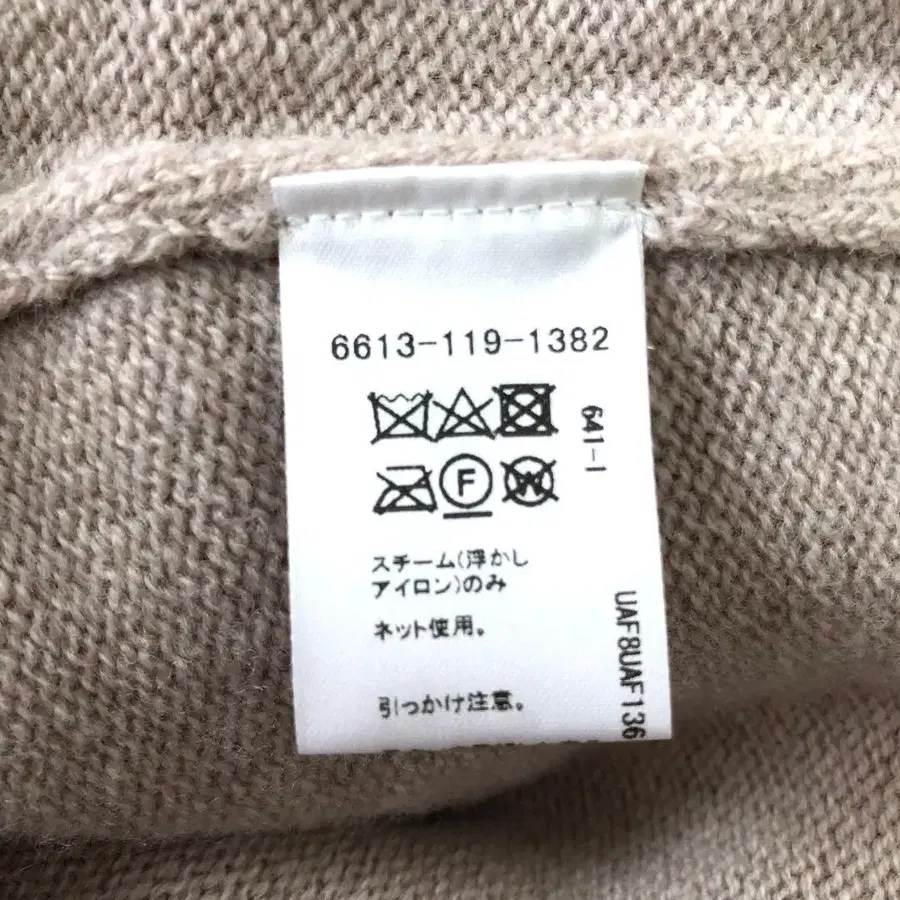 6613-119-1382
641-1
F
W
スチーム(浮かし
アイロン)のみ
ネット使用。
引っかけ注意。
UAF8UAF136